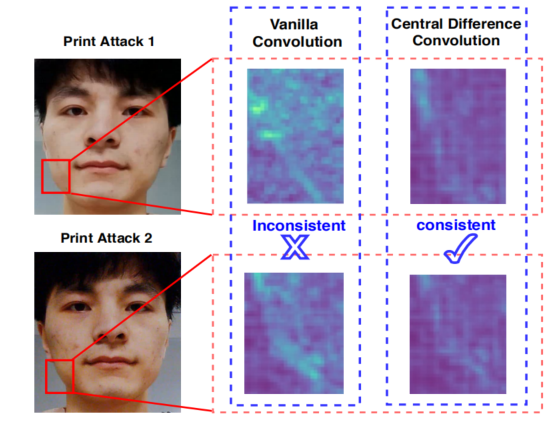 Vanilla
Convolution
Central Difference
Convolution
Print Attack 1
Inconsistent
consistent
Print Attack 2